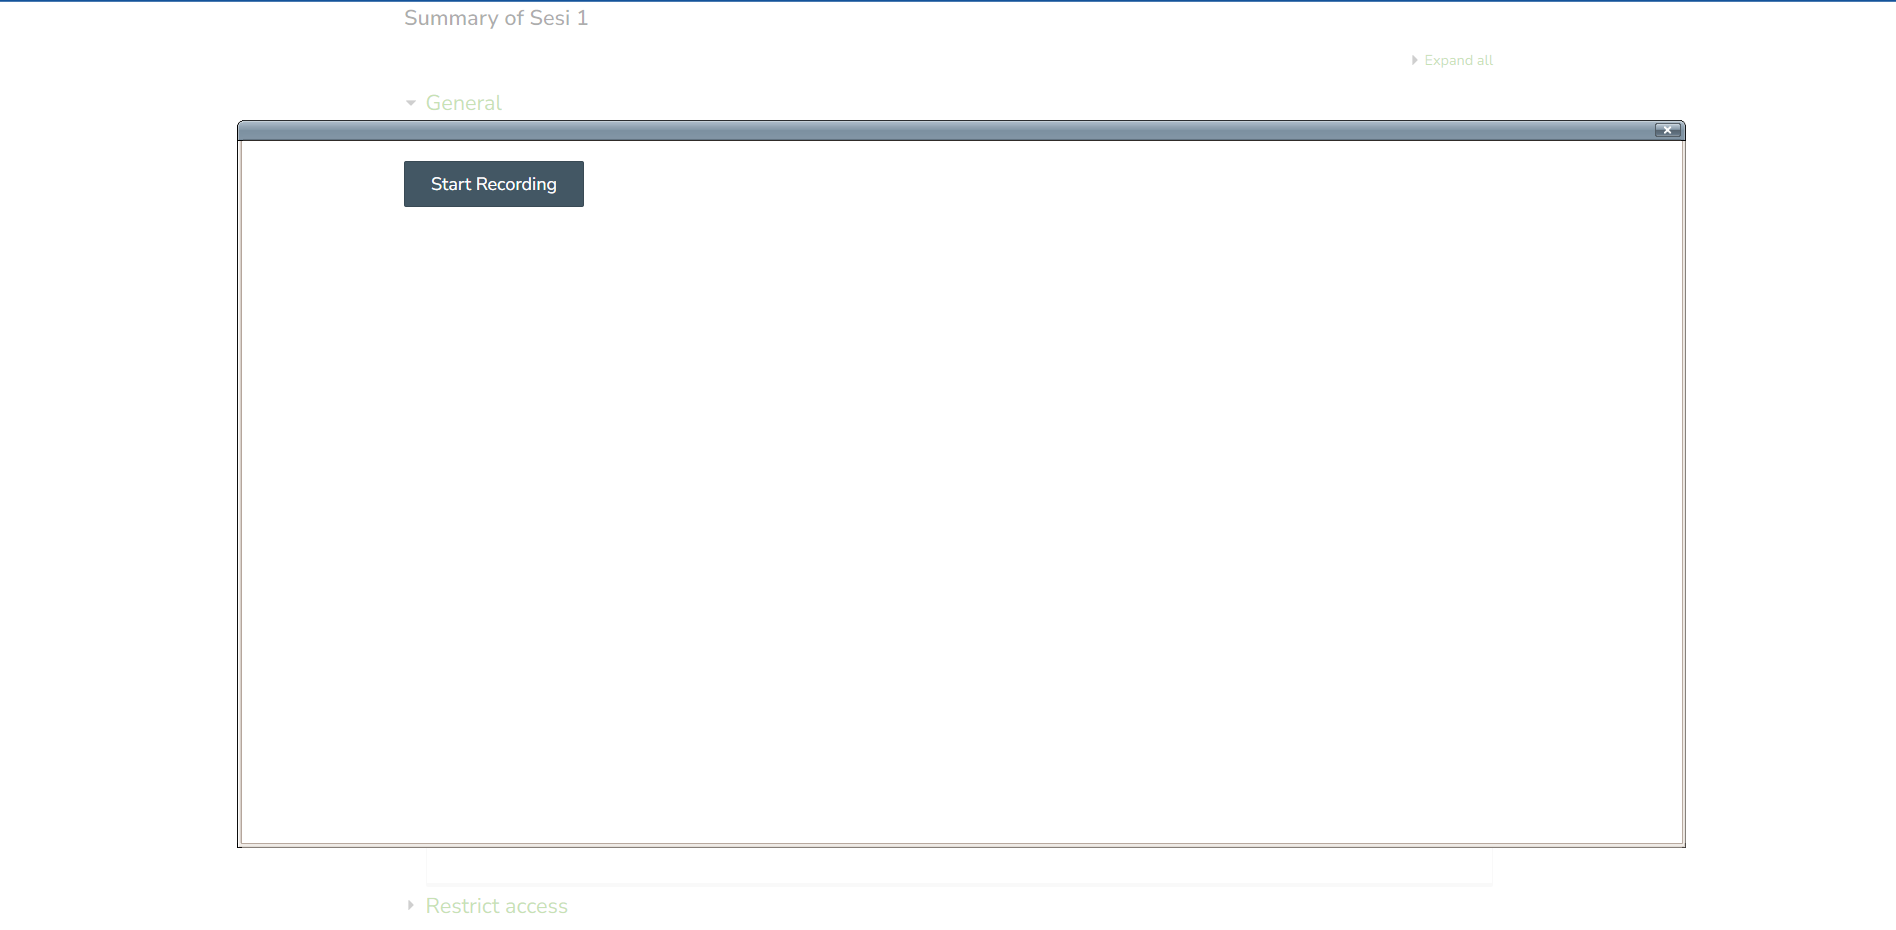 Summary of Sesi 1
Expand all
General
Start Recording
Restrict access